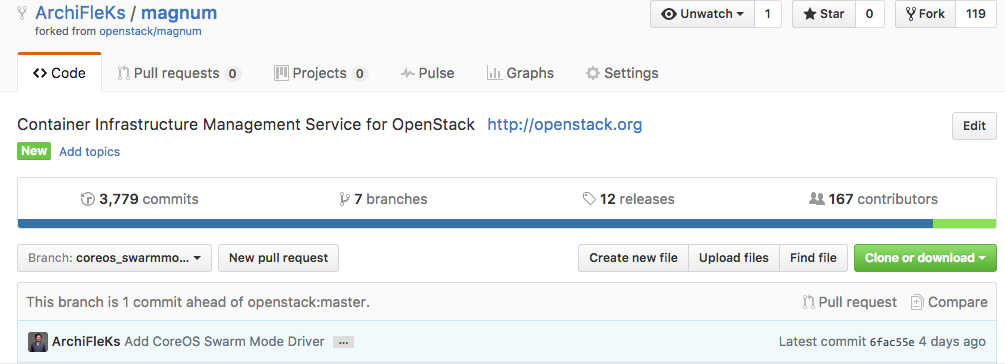 ArchiFleKs / magnum
Unwatch 1 Star 0 Fork 119
forked from openstack/magnum
Code Pull requests 0 Projects 0 Pulse Graphs Settings
Container Infrastructure Management Service for OpenStack http://openstack.org Edit
New Add topics
3,779 commits 7 branches 12 releases 167 contributors
Branch: coreos_swarmmo... New pull request Create new file Upload files Find file Clone or download
This branch is 1 commit ahead of openstack:master. Pull request Compare
ArchiFleKs Add CoreOS Swarm Mode Driver ... Latest commit 6fac55e 4 days ago